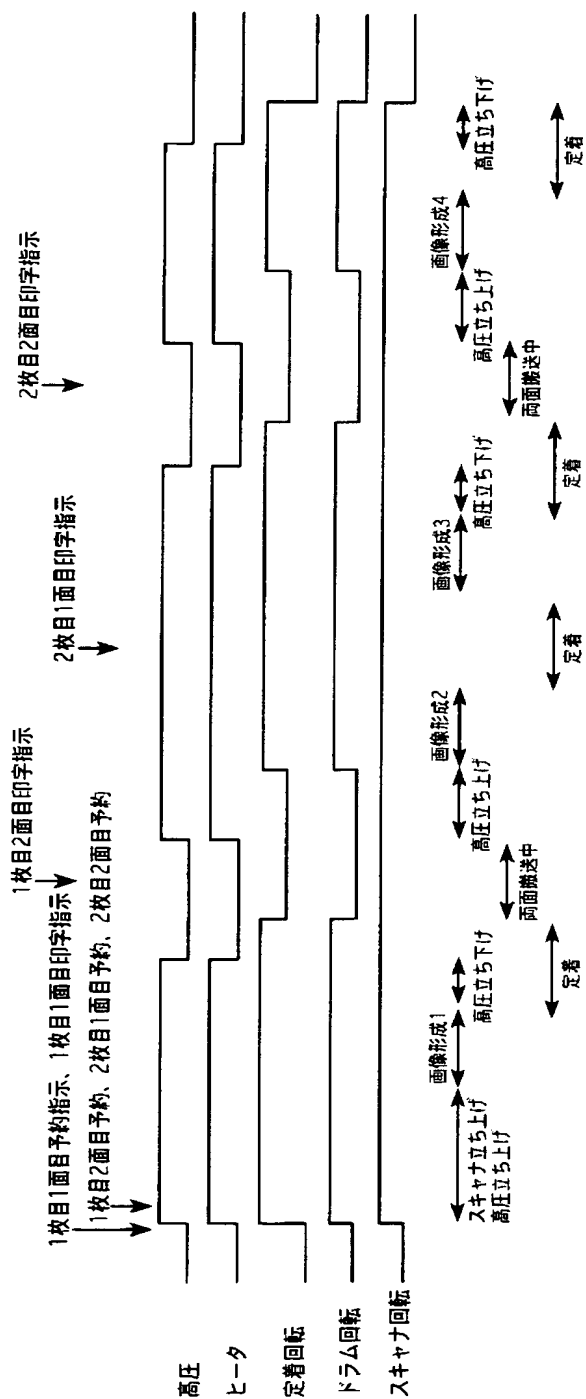 1枚目1面目予約指示、1枚目1面目印字指示
1枚目2面目予約、2枚目1面目予約、2枚目2面目予約
1枚目2面目印字指示
2枚目1面目印字指示
2枚目2面目印字指示
高圧
ヒータ
定着回転
ドラム回転
スキャナ回転
スキャナ立ち上げ
高圧立ち上げ
画像形成1
高圧立ち下げ
定着
両面搬送中
高圧立ち上げ
画像形成2
定着
画像形成3
高圧立ち下げ
定着
両面搬送中
高圧立ち上げ
画像形成4
高圧立ち下げ
定着